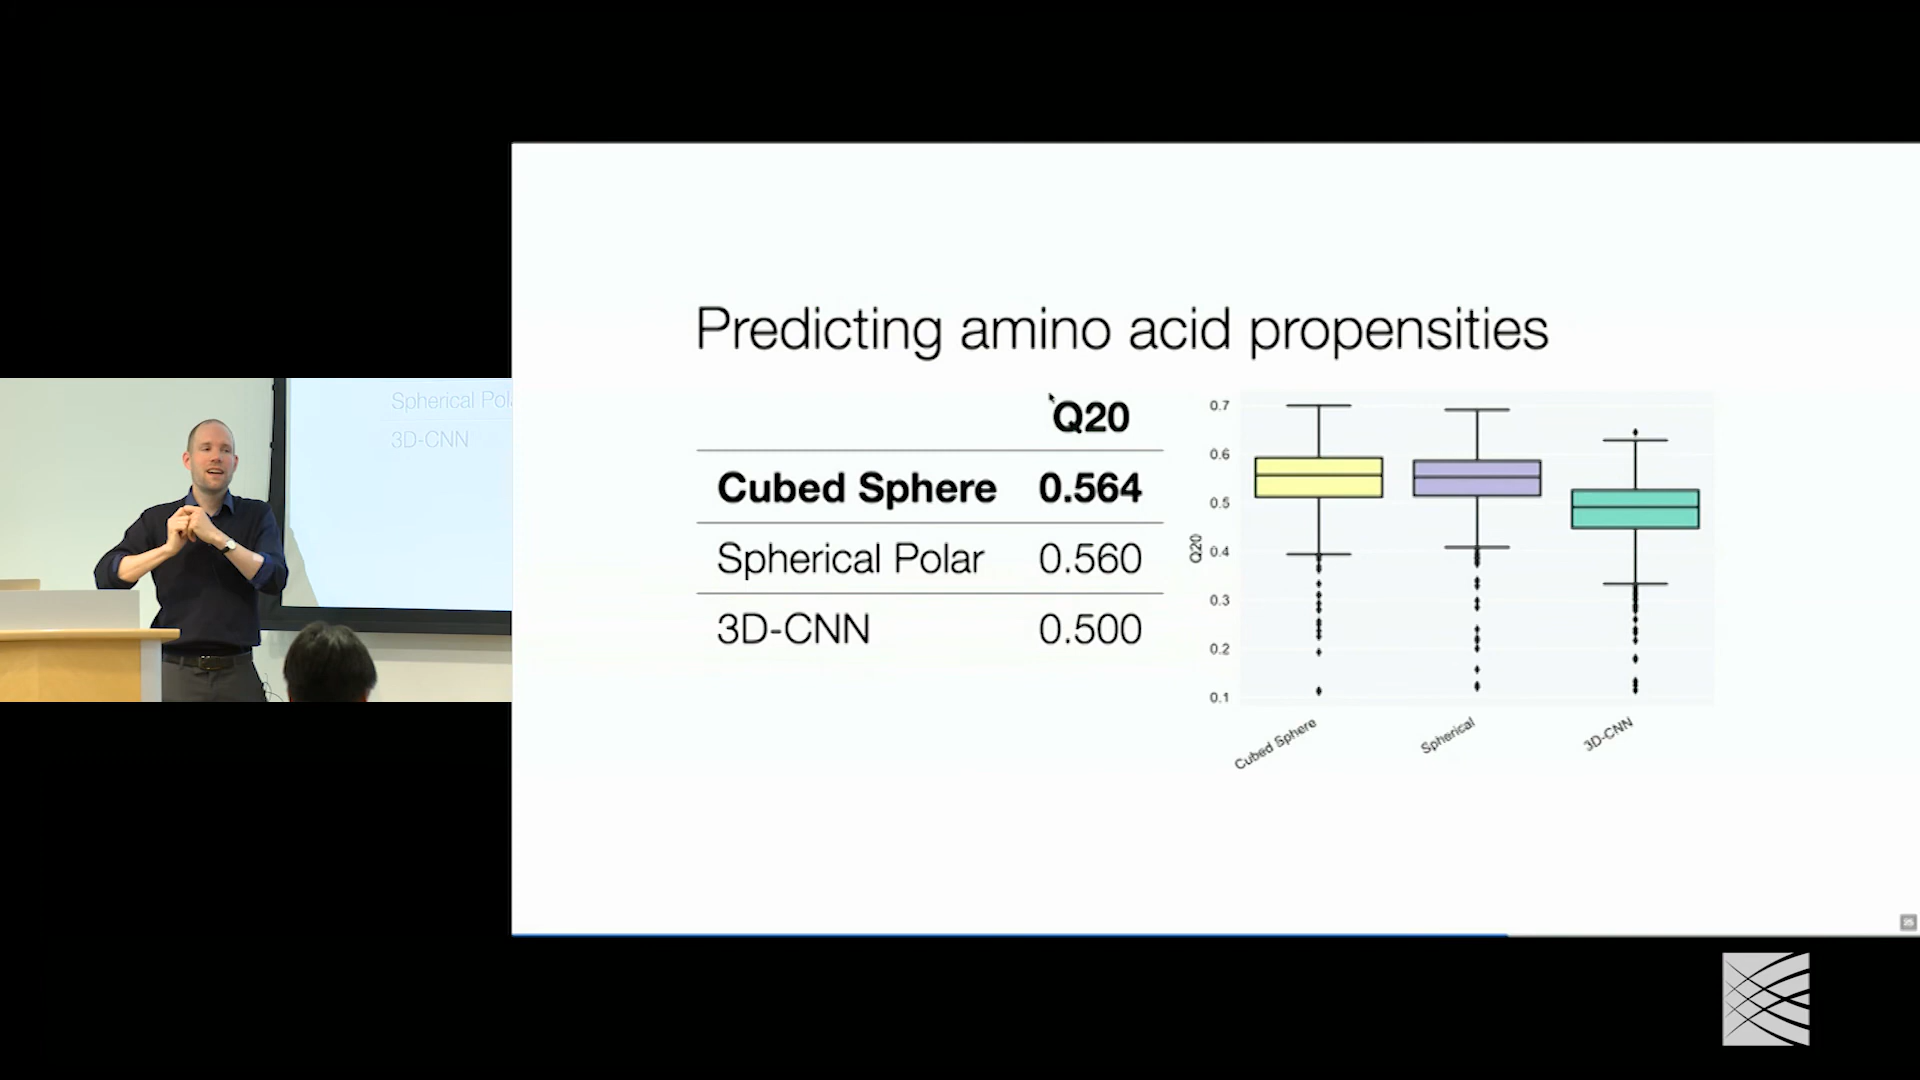 Spherical Pol
3D-CNN
Predicting amino acid propensities
Q20
Cubed Sphere 0.564
Spherical Polar 0.560
3D-CNN 0.500
0.7
0.6
0.5
0.4
0.3
0.2
0.1
Q20
Cubed Sphere
Spherical
3D-CNN